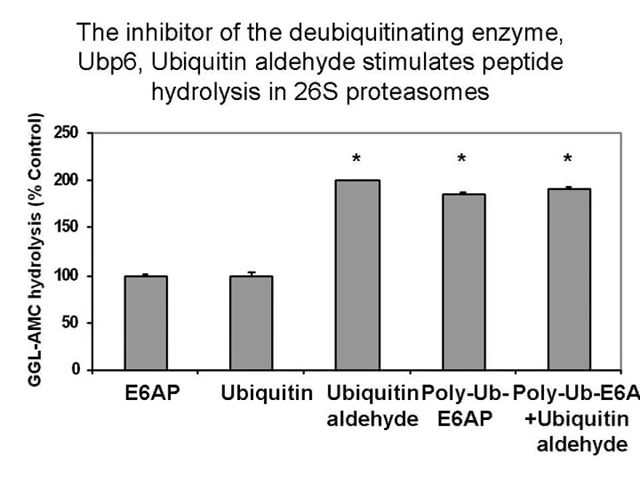 The inhibitor of the deubiquitinating enzyme,
Ubp6, Ubiquitin aldehyde stimulates peptide
hydrolysis in 26S proteasomes
GGL-AMC hydrolysis (% Control)
250
200
150
100
50
0
* * *
E6AP Ubiquitin Ubiquitin aldehyde Poly-Ub-E6AP Poly-Ub-E6A +Ubiquitin aldehyde